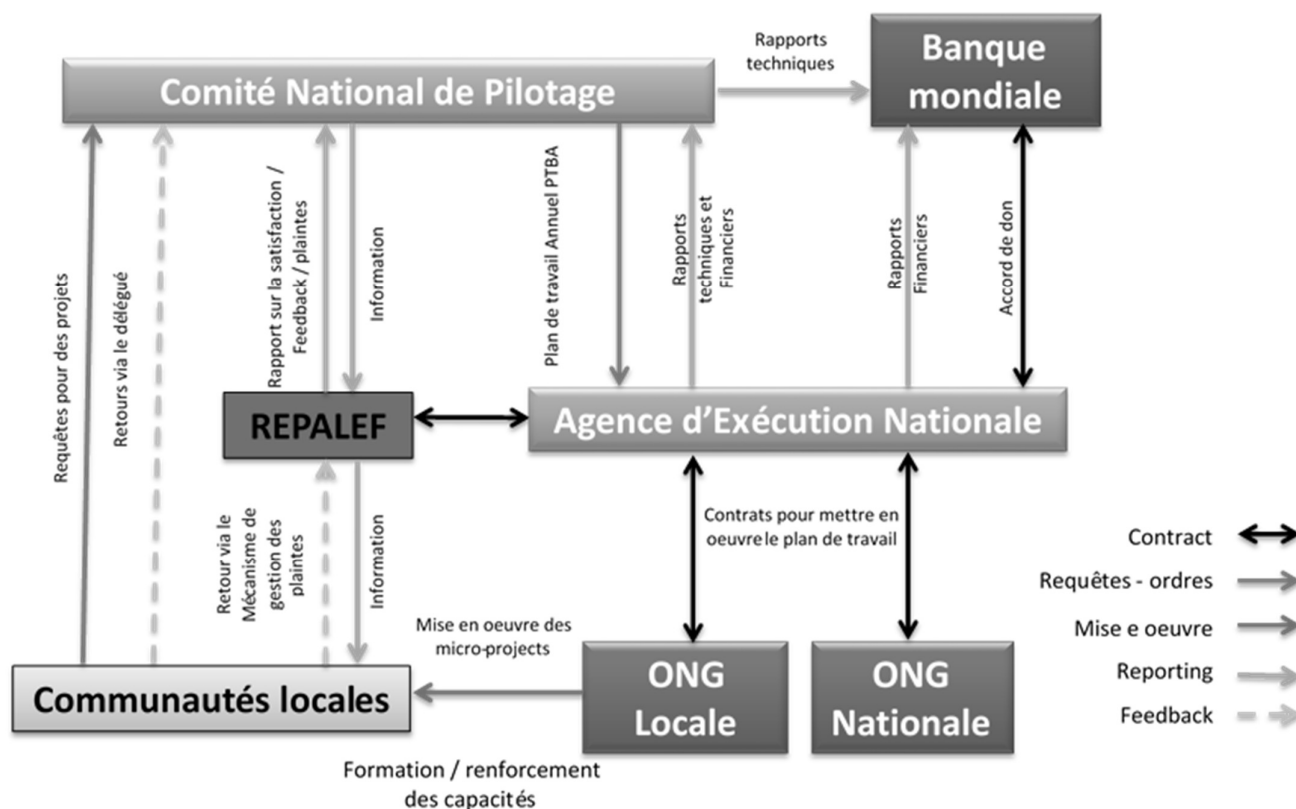 Rapports
techniques
Banque
mondiale
Comité National de Pilotage
Requêtes pour des projets
Retours via le délégué
Rapport sur la satisfaction /
Feedback / plaintes
Information
Plan de travail Annuel PTBA
Rapports
techniques et
Financiers
Rapports
Financiers
Accord de don
REPALEF
Agence d'Exécution Nationale
Retour via le
Mécanisme de
gestion des
plaintes
Information
Contrats pour mettre en
oeuvre le plan de travail
Mise en oeuvre des
micro-projects
Communautés locales
ONG
Locale
ONG
Nationale
Formation / renforcement
des capacités
Contract
Requêtes - ordres
Mise e oeuvre
Reporting
Feedback